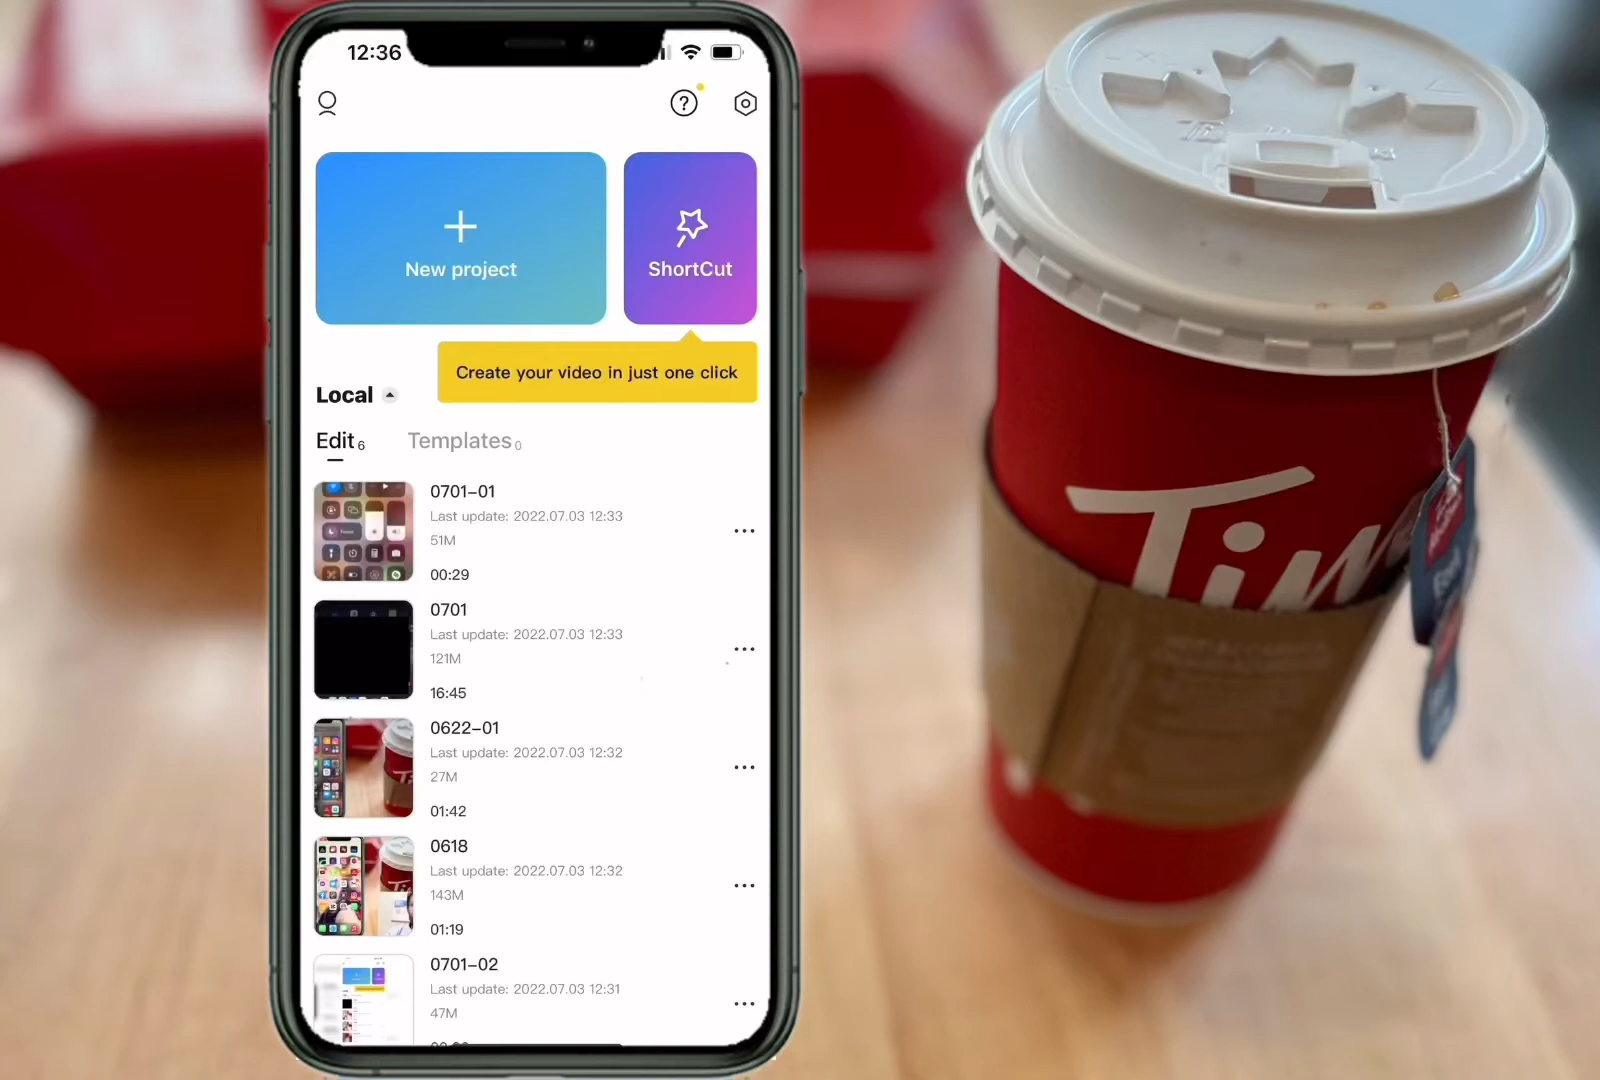 12:36
New project
ShortCut
Create your video in just one click
Local
Edit 6
Templates 0
0701-01
Last update: 2022.07.03 12:33
51M
00:29
0701
Last update: 2022.07.03 12:33
121M
16:45
0622-01
Last update: 2022.07.03 12:32
27M
01:42
0618
Last update: 2022.07.03 12:32
143M
01:19
0701-02
Last update: 2022.07.03 12:31
47M
Tim